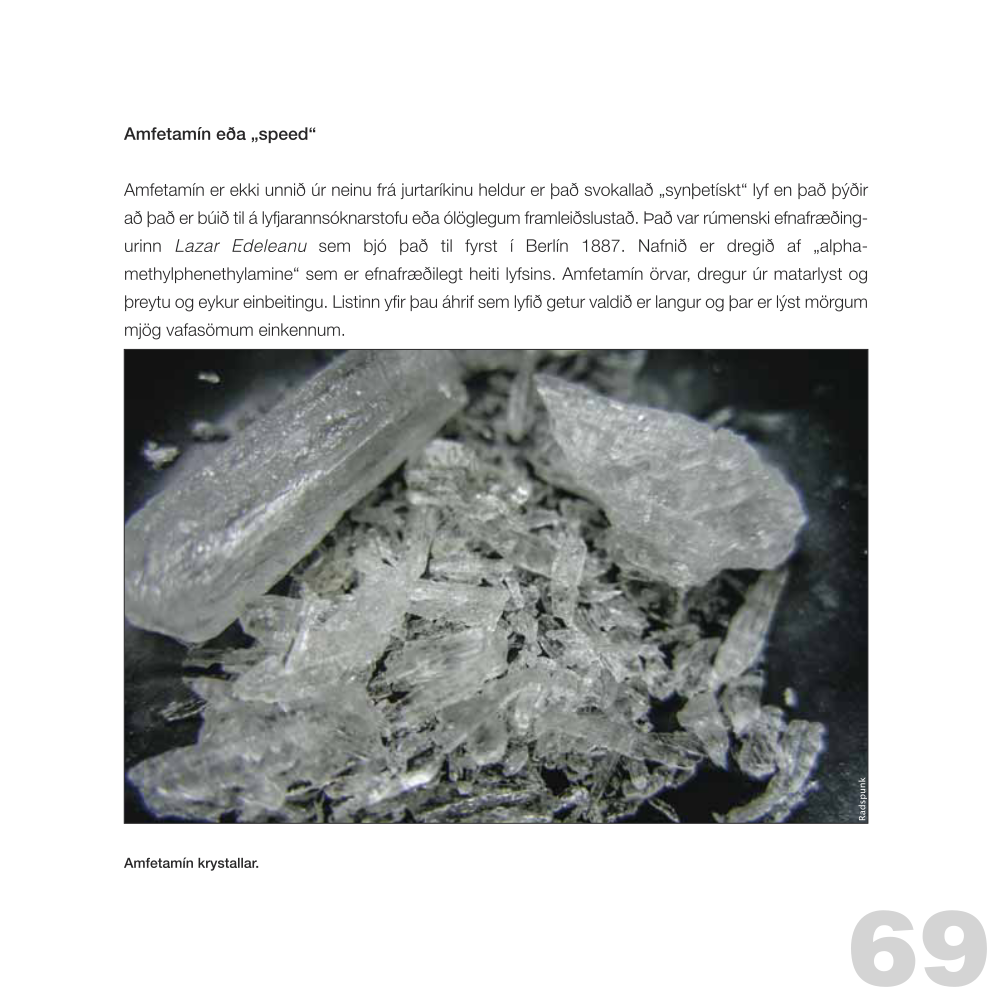 Amfetamín eða „speed“
Amfetamín er ekki unnið úr neinu frá jurtaríkinu heldur er það svokallað „synþetískt“ lyf en það þýðir
að það er búið til á lyfjarannsóknarstofu eða ólöglegum framleiðslustað. Það var rúmenski efnafræðing-
urinn Lazar Edeleanu sem bjó það til fyrst í Berlín 1887. Nafnið er dregið af „alpha-
methylphenethylamine“ sem er efnafræðilegt heiti lyfsins. Amfetamín örvar, dregur úr matarlyst og
þreytu og eykur einbeitingu. Listinn yfir þau áhrif sem lyfið getur valdið er langur og þar er lýst mörgum
mjög vafasömum einkennum.
Radspunk
Amfetamín krystallar.
69